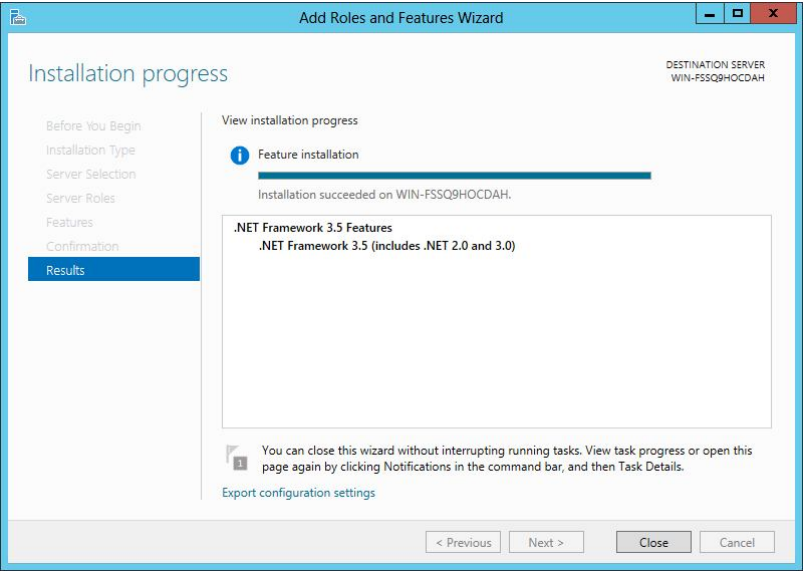 Add Roles and Features Wizard
Installation progress
DESTINATION SERVER
WIN-FSSQ9HOCDAH
Before You Begin
Installation Type
Server Selection
Server Roles
Features
Confirmation
Results
View installation progress
Feature installation
Installation succeeded on WIN-FSSQ9HOCDAH.
.NET Framework 3.5 Features
.NET Framework 3.5 (includes .NET 2.0 and 3.0)
1
You can close this wizard without interrupting running tasks. View task progress or open this
page again by clicking Notifications in the command bar, and then Task Details.
Export configuration settings
< Previous
Next >
Close
Cancel